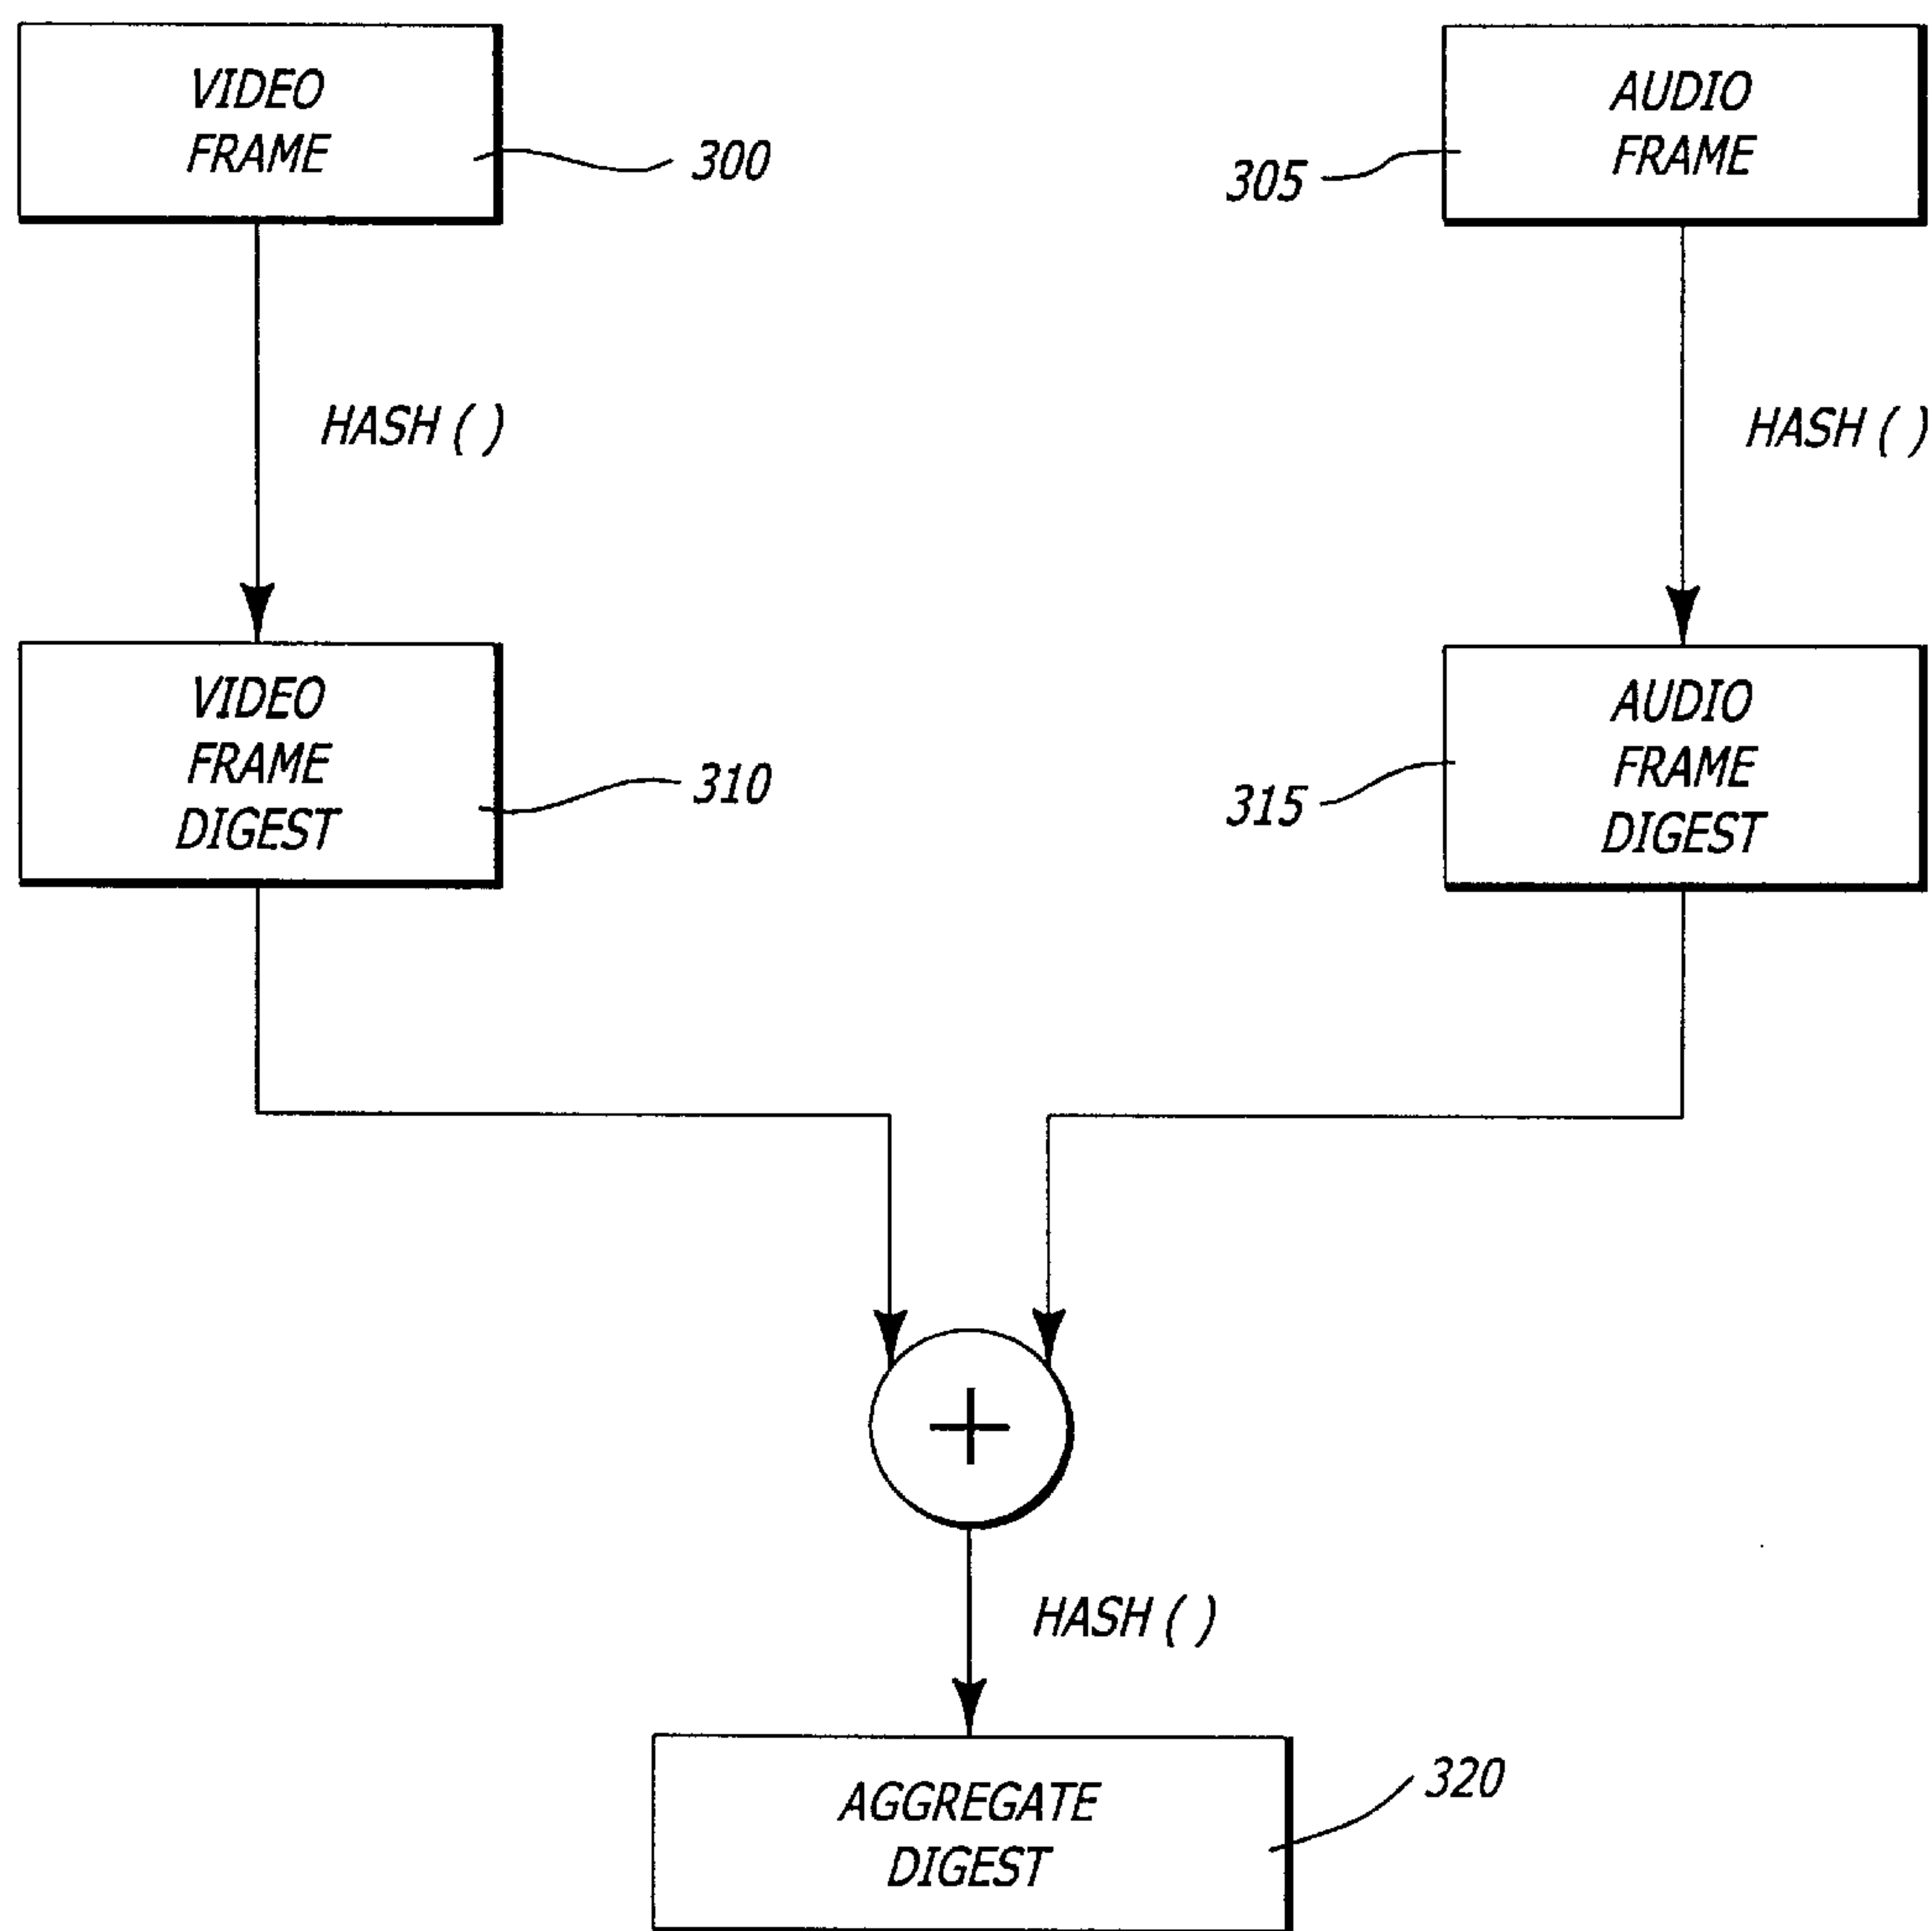 VIDEO
FRAME
300
AUDIO
FRAME
305
HASH ( )
HASH ( )
VIDEO
FRAME
DIGEST
310
AUDIO
FRAME
DIGEST
315
+
HASH ( )
AGGREGATE
DIGEST
320